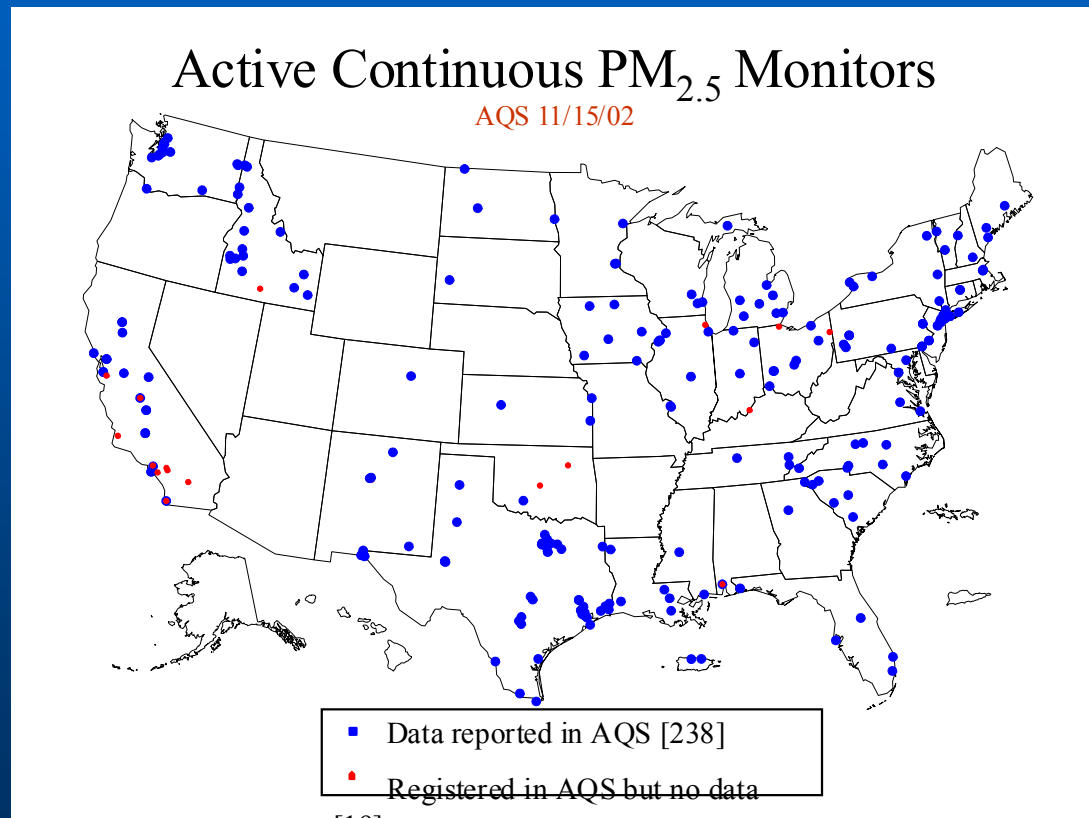 Active Continuous PM2.5 Monitors
AQS 11/15/02
Data reported in AQS [238]
Registered in AQS but no data